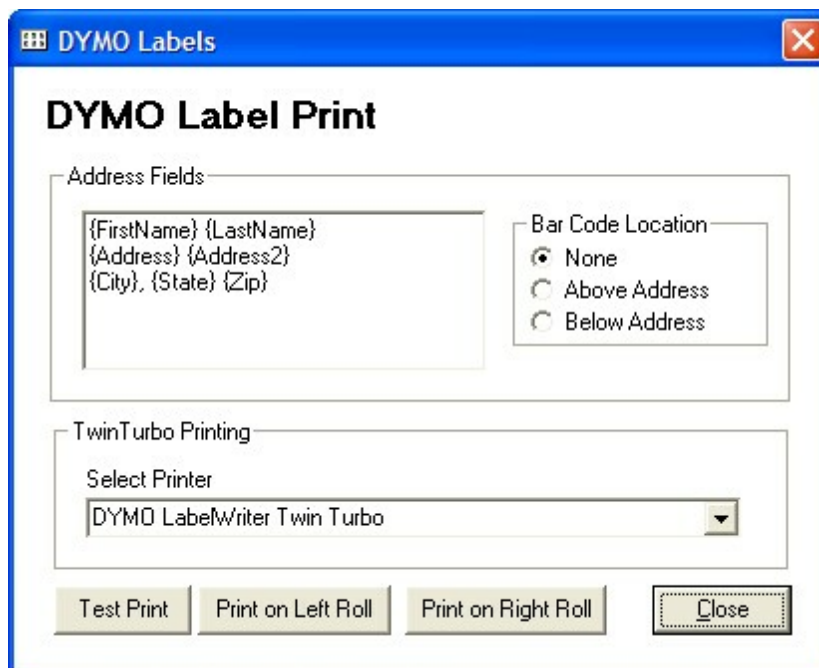 DYMO Labels
DYMO Label Print
Address Fields
{FirstName} {LastName}
{Address} {Address2}
{City}, {State} {Zip}
Bar Code Location
None
Above Address
Below Address
TwinTurbo Printing
Select Printer
DYMO LabelWriter Twin Turbo
Test Print
Print on Left Roll
Print on Right Roll
Close